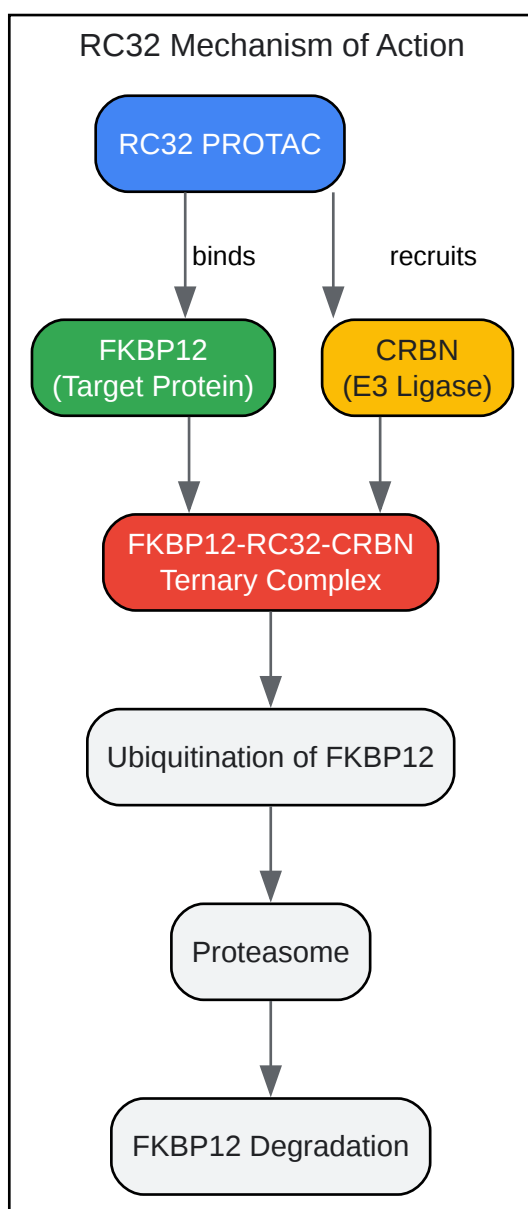 RC32 Mechanism of Action
RC32 PROTAC
binds
recruits
FKBP12
(Target Protein)
CRBN
(E3 Ligase)
FKBP12-RC32-CRBN
Ternary Complex
Ubiquitination of FKBP12
Proteasome
FKBP12 Degradation